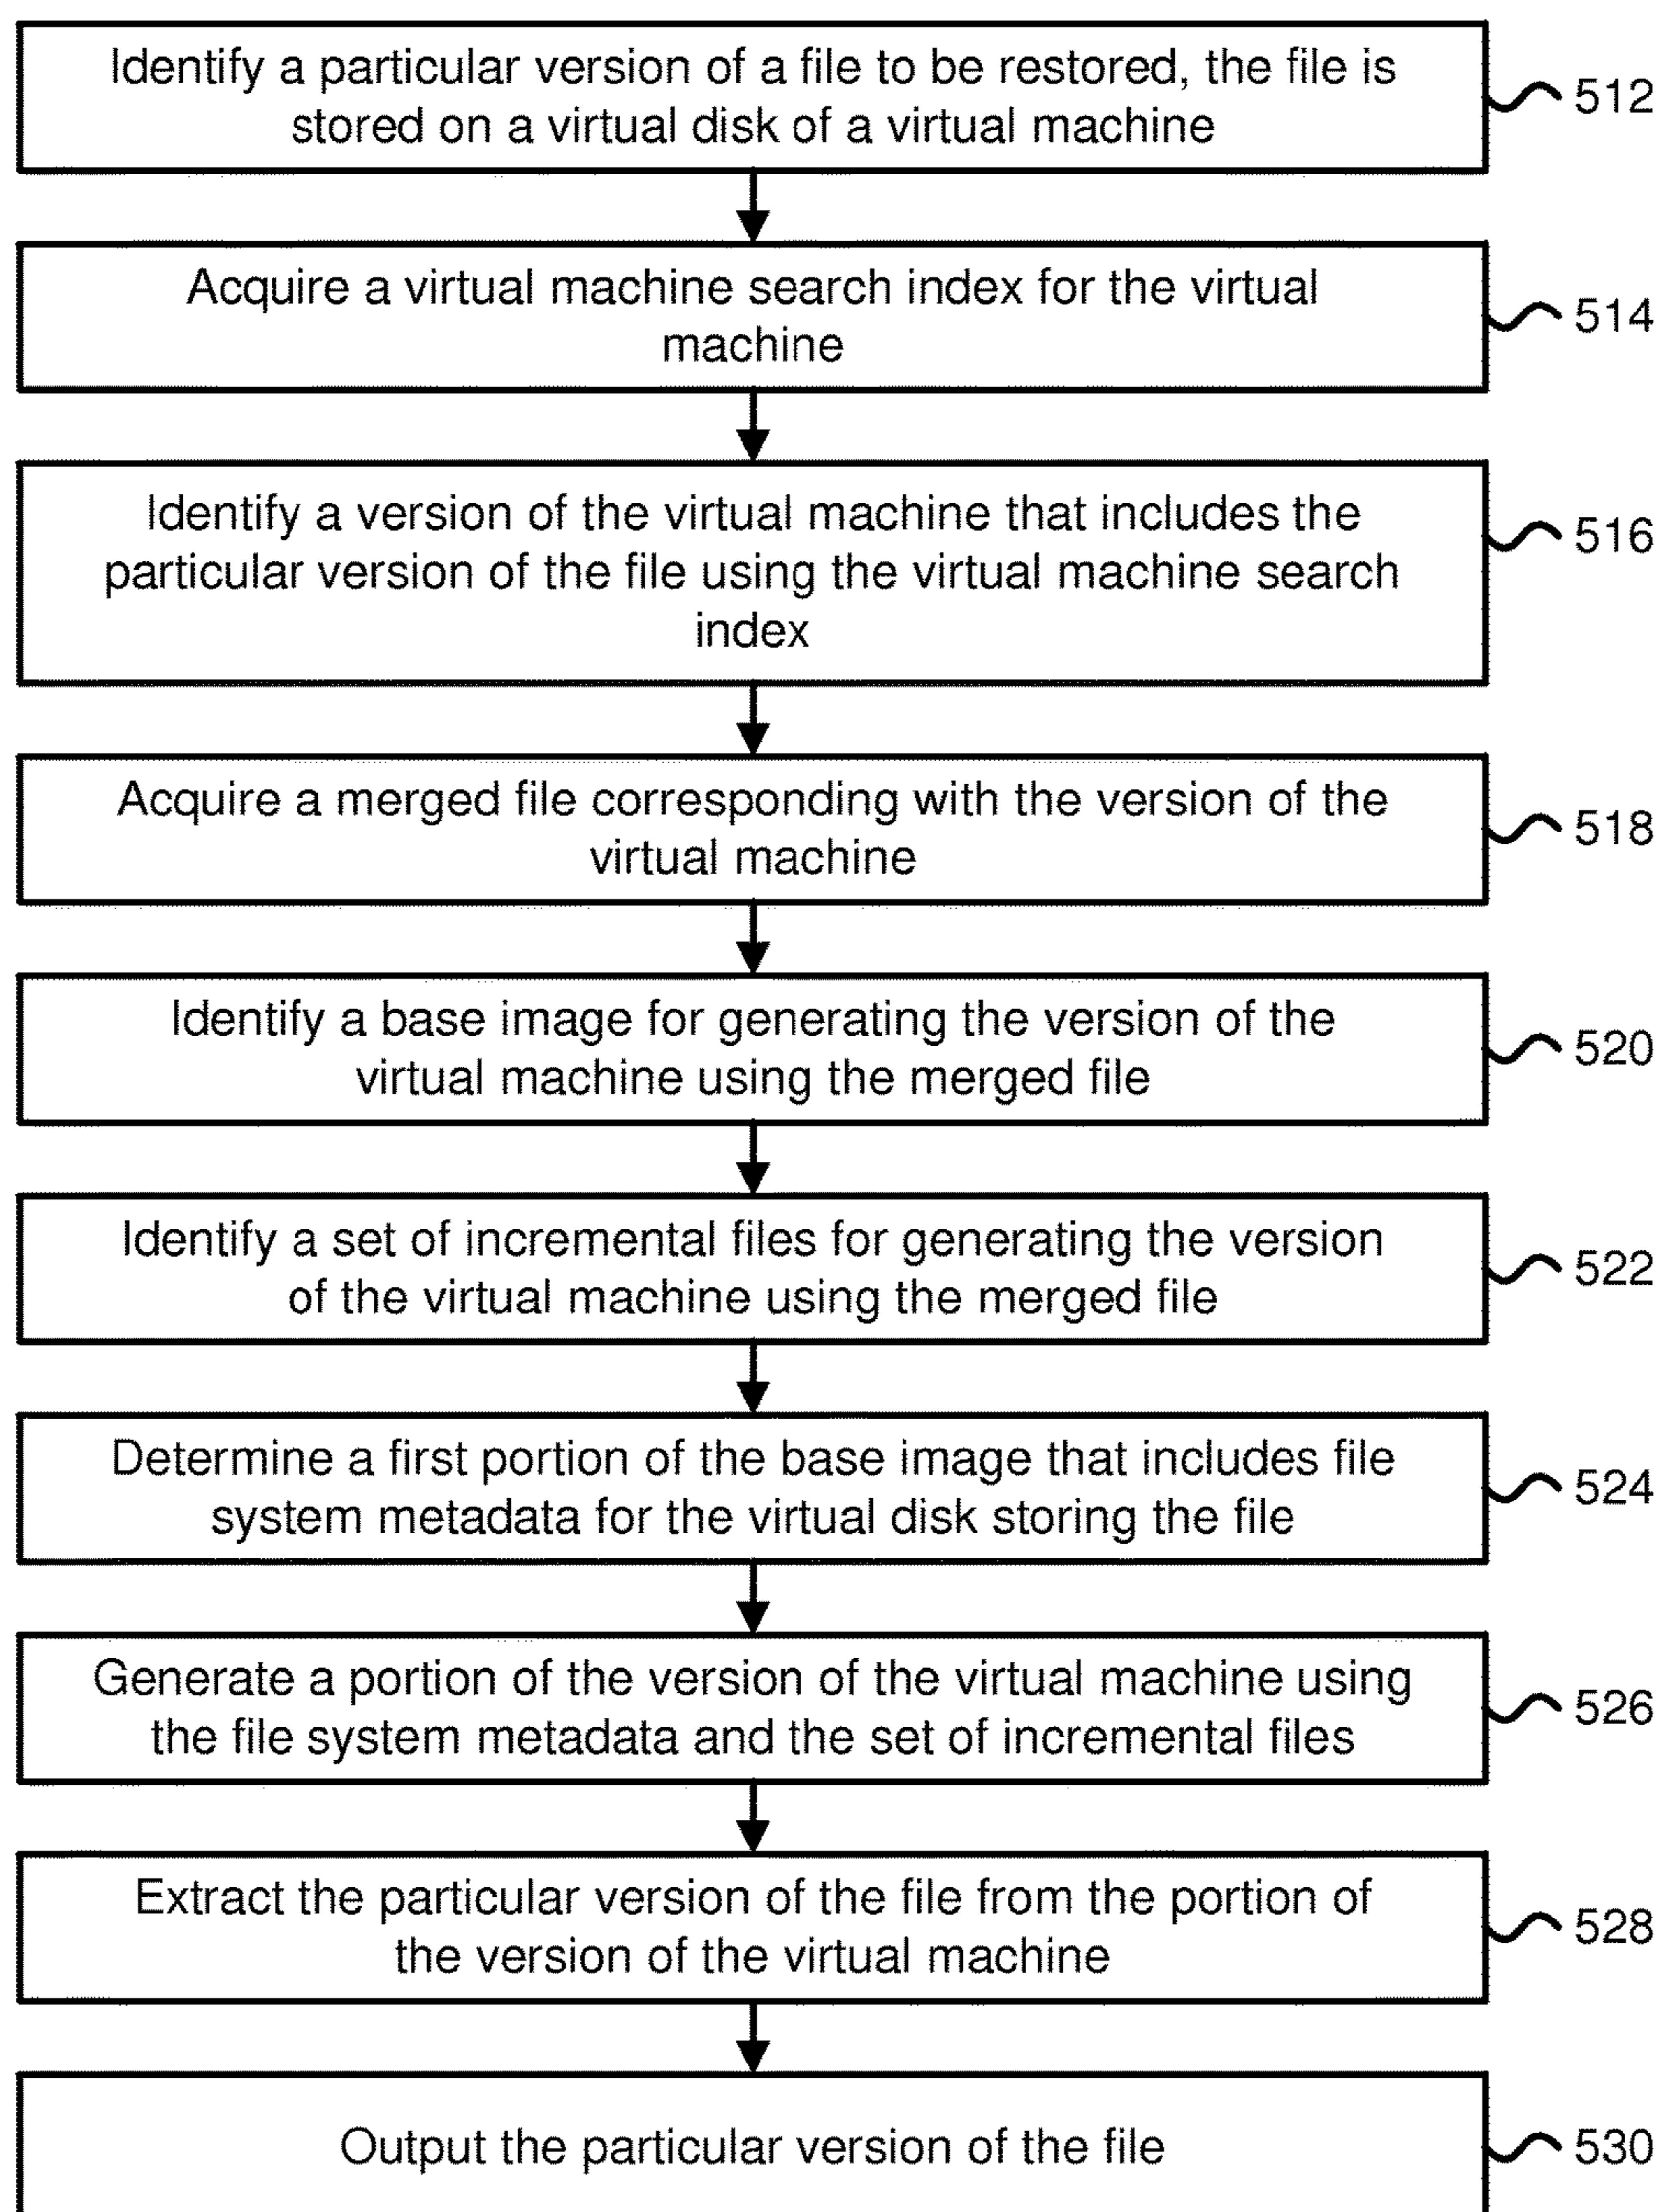 Identify a particular version of a file to be restored, the file is
stored on a virtual disk of a virtual machine
512
Acquire a virtual machine search index for the virtual
machine
514
Identify a version of the virtual machine that includes the
particular version of the file using the virtual machine search
index
516
Acquire a merged file corresponding with the version of the
virtual machine
518
Identify a base image for generating the version of the
virtual machine using the merged file
520
Identify a set of incremental files for generating the version
of the virtual machine using the merged file
522
Determine a first portion of the base image that includes file
system metadata for the virtual disk storing the file
524
Generate a portion of the version of the virtual machine using
the file system metadata and the set of incremental files
526
Extract the particular version of the file from the portion of
the version of the virtual machine
528
Output the particular version of the file
530